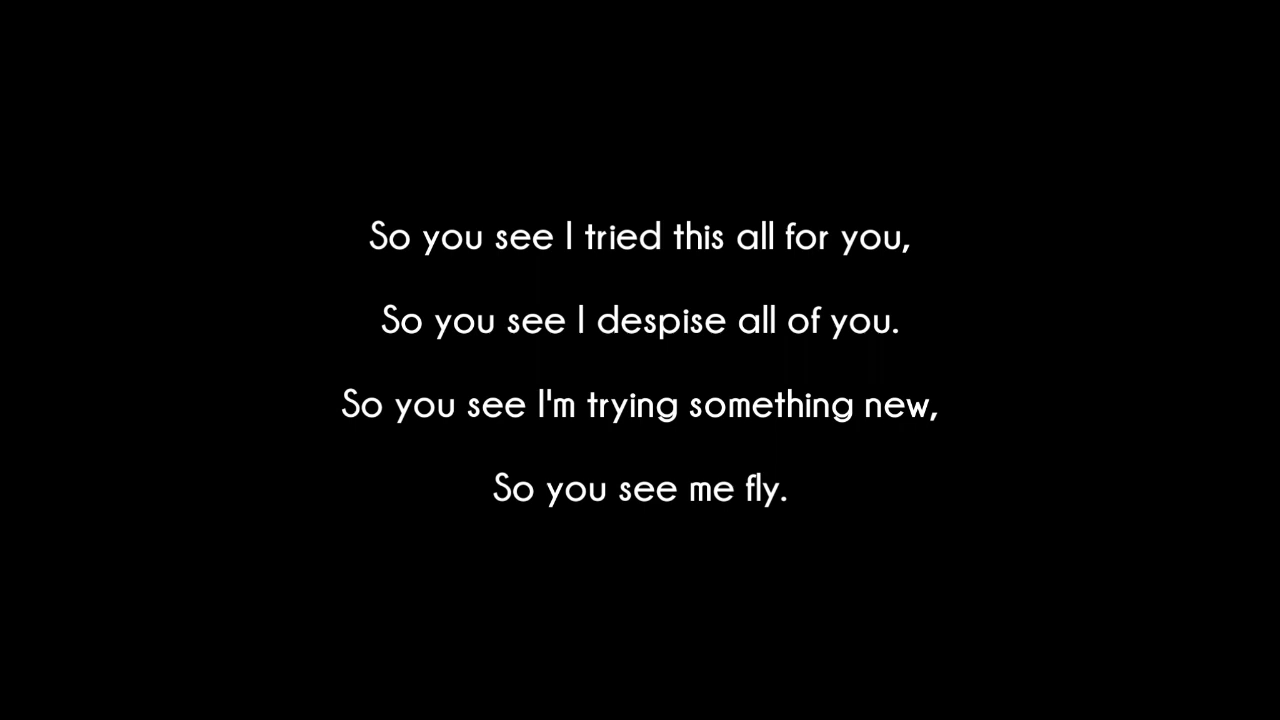 So you see I tried this all for you,
So you see I despise all of you.
So you see I'm trying something new,
So you see me fly.